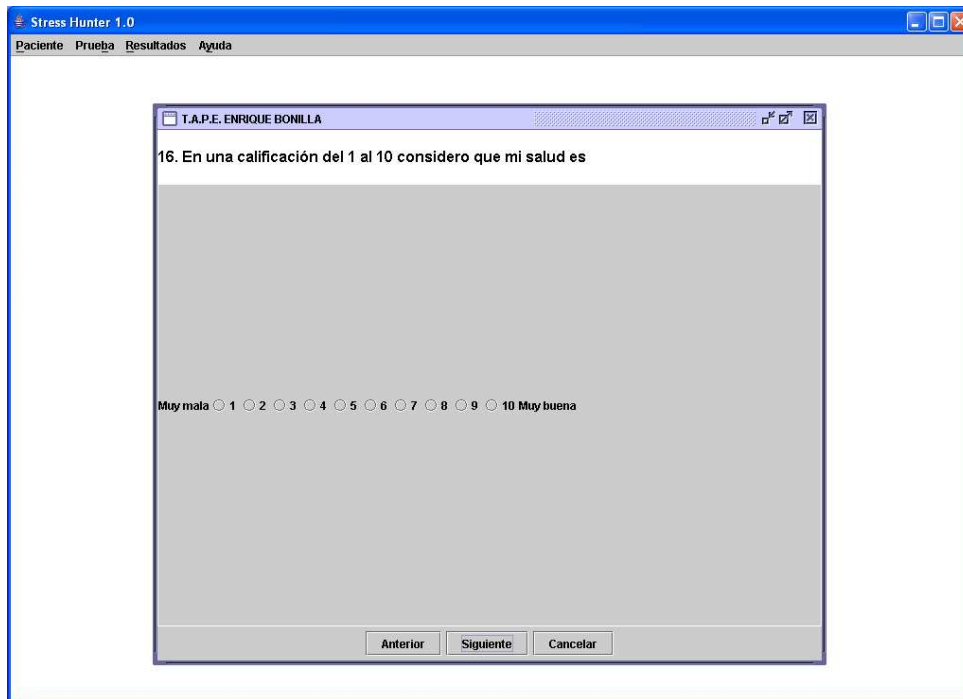 Stress Hunter 1.0
Paciente Prueba Resultados Ayuda
T.A.P.E. ENRIQUE BONILLA
16. En una calificación del 1 al 10 considero que mi salud es
Muy mala 1 2 3 4 5 6 7 8 9 10 Muy buena
Anterior Siguiente Cancelar